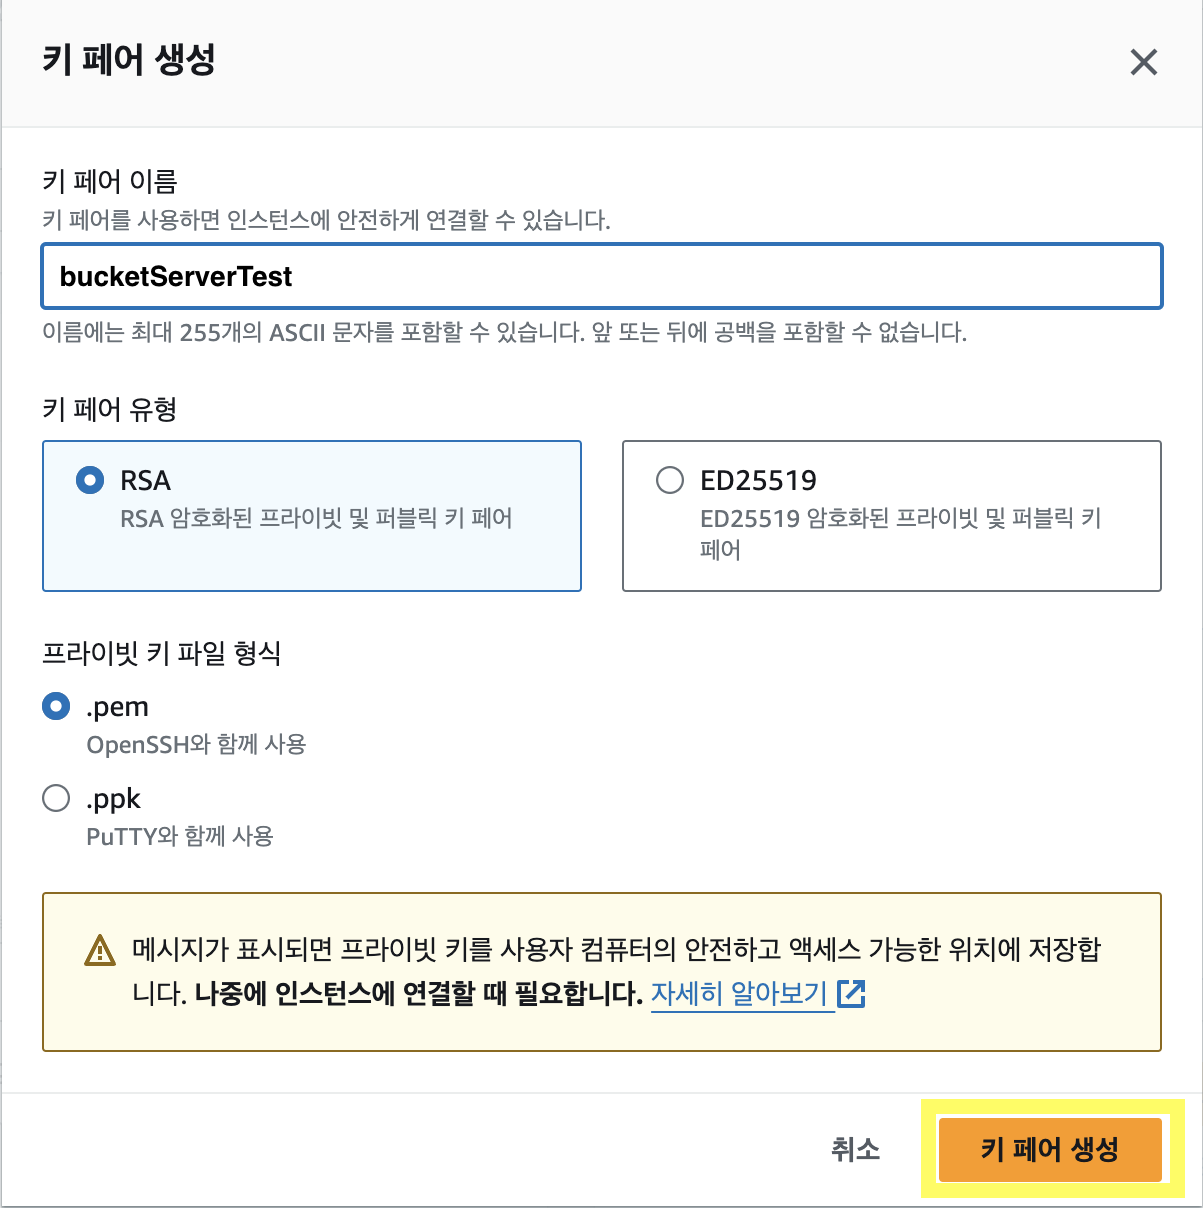 키 페어 생성
키 페어 이름
키 페어를 사용하면 인스턴스에 안전하게 연결할 수 있습니다.
bucketServerTest
이름에는 최대 255개의 ASCII 문자를 포함할 수 있습니다. 앞 또는 뒤에 공백을 포함할 수 없습니다.
키 페어 유형
RSA
RSA 암호화된 프라이빗 및 퍼블릭 키 페어
ED25519
ED25519 암호화된 프라이빗 및 퍼블릭 키
페어
프라이빗 키 파일 형식
.pem
OpenSSH와 함께 사용
.ppk
PuTTY와 함께 사용
메시지가 표시되면 프라이빗 키를 사용자 컴퓨터의 안전하고 액세스 가능한 위치에 저장합
니다. 나중에 인스턴스에 연결할 때 필요합니다. 자세히 알아보기
취소
키 페어 생성